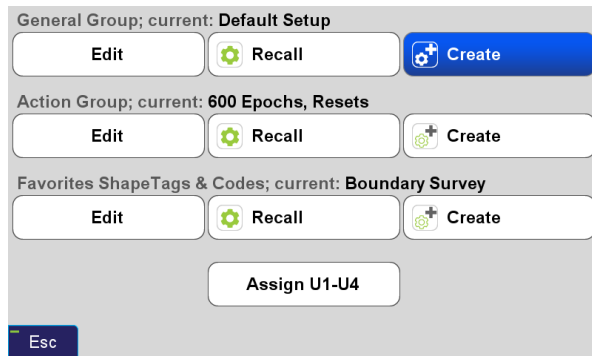 General Group; current: Default Setup
Edit Recall Create
Action Group; current: 600 Epochs, Resets
Edit Recall Create
Favorites ShapeTags & Codes; current: Boundary Survey
Edit Recall Create
Assign U1-U4
Esc